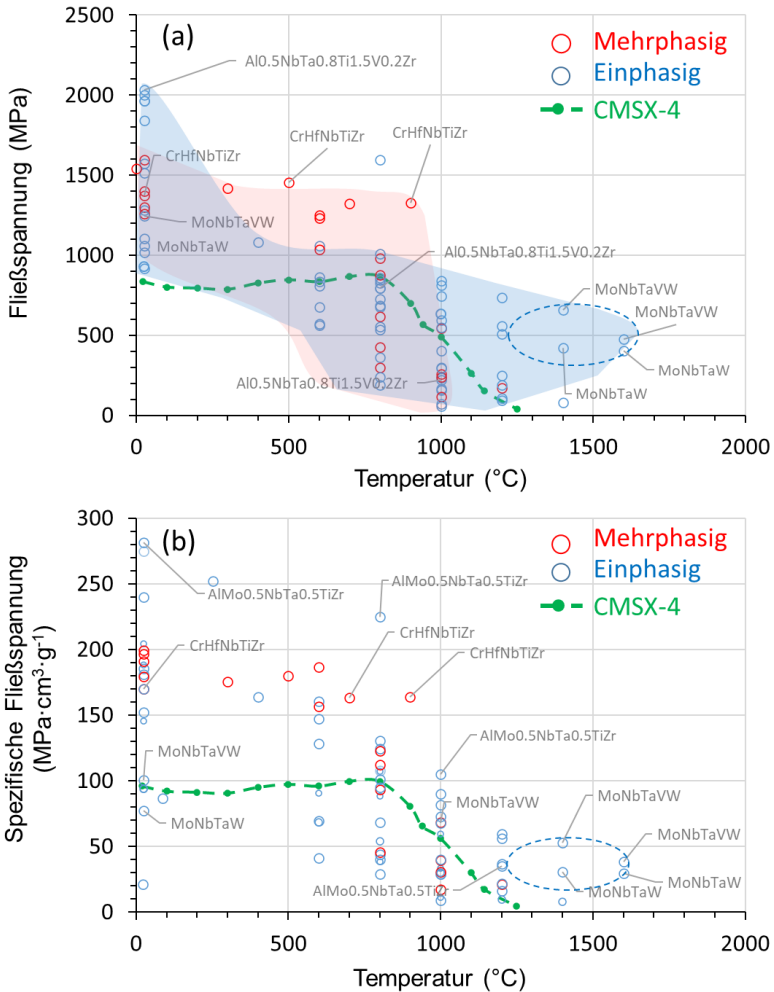 (a)
Mehrphasig
Einphasig
CMSX-4
Al0.5NbTa0.8Ti1.5V0.2Zr
CrHfNbTiZr
CrHfNbTiZr
CrHfNbTiZr
MoNbTaVW
MoNbTaW
Al0.5NbTa0.8Ti1.5V0.2Zr
MoNbTaVW
MoNbTaVW
MoNbTaW
MoNbTaW
Al0.5NbTa0.8Ti1.5V0.2Zr
Fließspannung (MPa)
2500
2000
1500
1000
500
0
0 500 1000 1500 2000
Temperatur (°C)
(b)
Mehrphasig
Einphasig
CMSX-4
AlMo0.5NbTa0.5TiZr
AlMo0.5NbTa0.5TiZr
CrHfNbTiZr
CrHfNbTiZr
CrHfNbTiZr
AlMo0.5NbTa0.5TiZr
MoNbTaVW
MoNbTaW
MoNbTaVW
MoNbTaVW
MoNbTaVW
MoNbTaW
MoNbTaW
AlMo0.5NbTa0.5TiZr
Spezifische Fließspannung
(MPa·cm³·g⁻¹)
300
250
200
150
100
50
0
0 500 1000 1500 2000
Temperatur (°C)